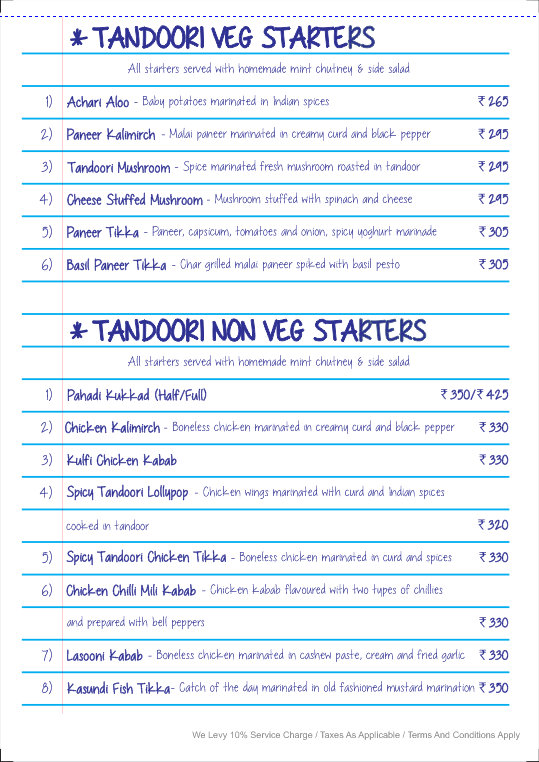 * TANDOORI VEG STARTERS
All starters served with homemade mint chutney & side salad
1) Achari Aloo - Baby potatoes marinated in Indian spices ₹ 265
2) Paneer Kalimirch - Malai paneer marinated in creamy curd and black pepper ₹ 295
3) Tandoori Mushroom - Spice marinated fresh mushroom roasted in tandoor ₹ 295
4) Cheese Stuffed Mushroom - Mushroom stuffed with spinach and cheese ₹ 295
5) Paneer Tikka - Paneer, capsicum, tomatoes and onion, spicy yoghurt marinade ₹ 305
6) Basil Paneer Tikka - Char grilled malai paneer spiked with basil pesto ₹ 305
* TANDOORI NON VEG STARTERS
All starters served with homemade mint chutney & side salad
1) Pahadi Kukkad (Half/Full) ₹ 350/₹ 425
2) Chicken Kalimirch - Boneless chicken marinated in creamy curd and black pepper ₹ 330
3) Kulfi Chicken Kabab ₹ 330
4) Spicy Tandoori Lollypop - Chicken wings marinated with curd and Indian spices
cooked in tandoor ₹ 320
5) Spicy Tandoori Chicken Tikka - Boneless chicken marinated in curd and spices ₹ 330
6) Chicken Chilli Mili Kabab - Chicken kabab flavoured with two types of chillies
and prepared with bell peppers ₹ 330
7) Lasooni Kabab - Boneless chicken marinated in cashew paste, cream and fried garlic ₹ 330
8) Kasundi Fish Tikka- Catch of the day marinated in old fashioned mustard marination ₹ 350
We Levy 10% Service Charge / Taxes As Applicable / Terms And Conditions Apply